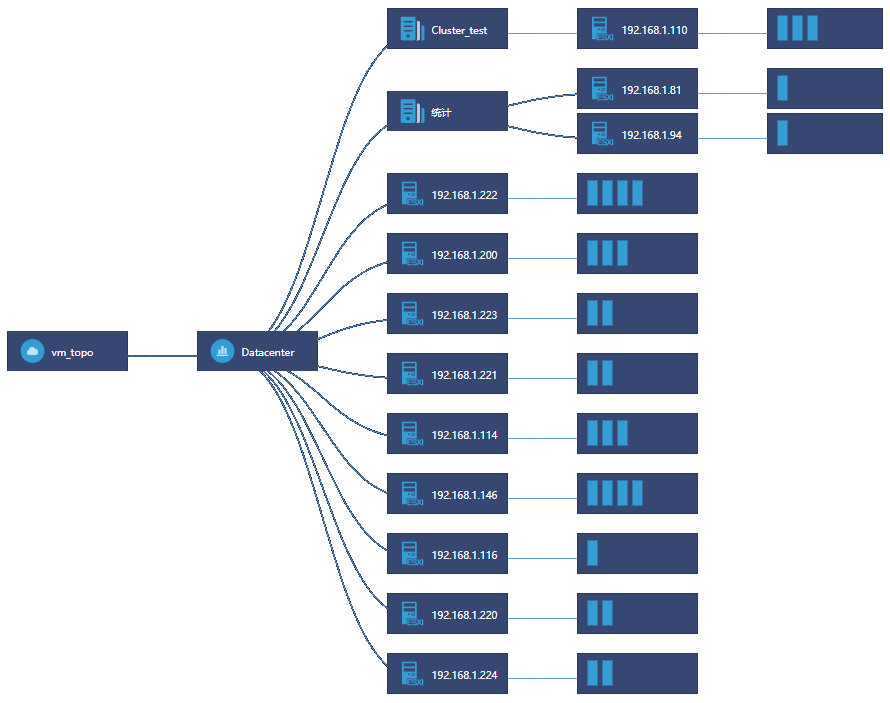 vm_topo
Datacenter
Cluster_test
ESXI
192.168.1.110
统计
ESXI
192.168.1.81
ESXI
192.168.1.94
ESXI
192.168.1.222
ESXI
192.168.1.200
ESXI
192.168.1.223
ESXI
192.168.1.221
ESXI
192.168.1.114
ESXI
192.168.1.146
ESXI
192.168.1.116
ESXI
192.168.1.220
ESXI
192.168.1.224